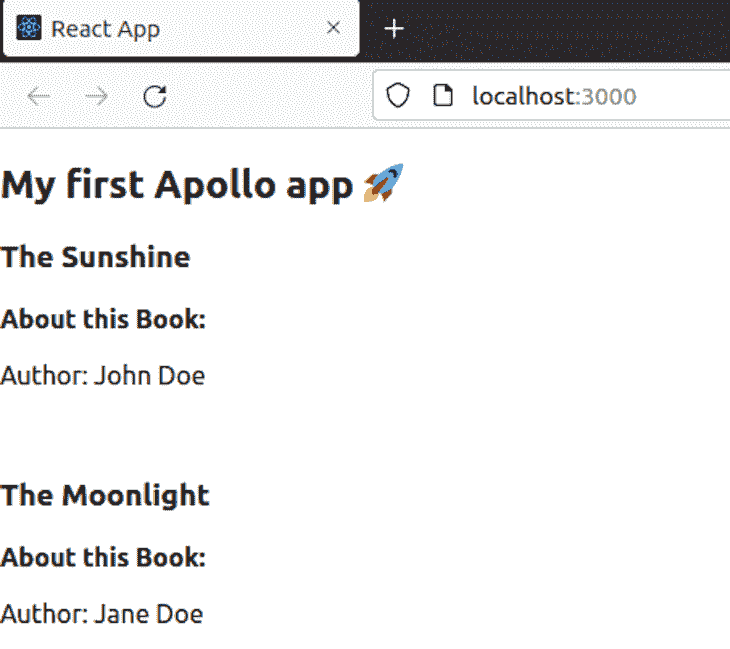 React App
localhost:3000
My first Apollo app 🚀
The Sunshine
About this Book:
Author: John Doe
The Moonlight
About this Book:
Author: Jane Doe